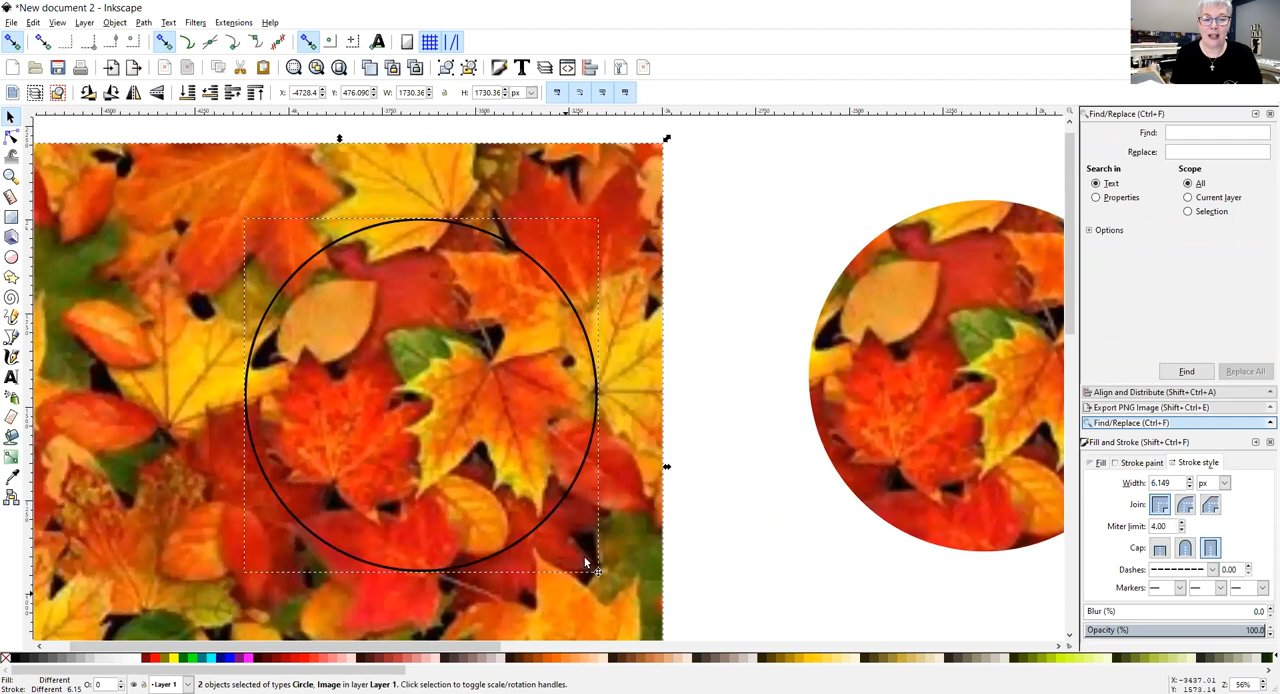 *New document 2 - Inkscape
File Edit View Layer Object Path Text Filters Extensions Help
X: -4728.4 Y: 476.090 W: 1730.36 H: 1730.36 px
Find/Replace (Ctrl+F)
Find:
Replace:
Search in Scope
Text All
Properties Current Layer
Selection
Options
Find Replace All
Align and Distribute (Shift+Ctrl+A)
Export PNG Image (Shift+Ctrl+E)
Find/Replace (Ctrl+F)
Fill and Stroke (Shift+Ctrl+F)
Fill Stroke paint Stroke style
Width: 6.149 px
Join:
Miter limit: 4.00
Cap:
Dashes: 0.00
Markers:
Blur (%) 0.0
Opacity (%) 100.0
Fill: Different
Stroke: Different 6.15 O: 0 Layer 1 2 objects selected of types Circle, Image in layer Layer 1. Click selection to toggle scale/rotation handles. X: -3437.01 Y: 1573.14 Z: 56%